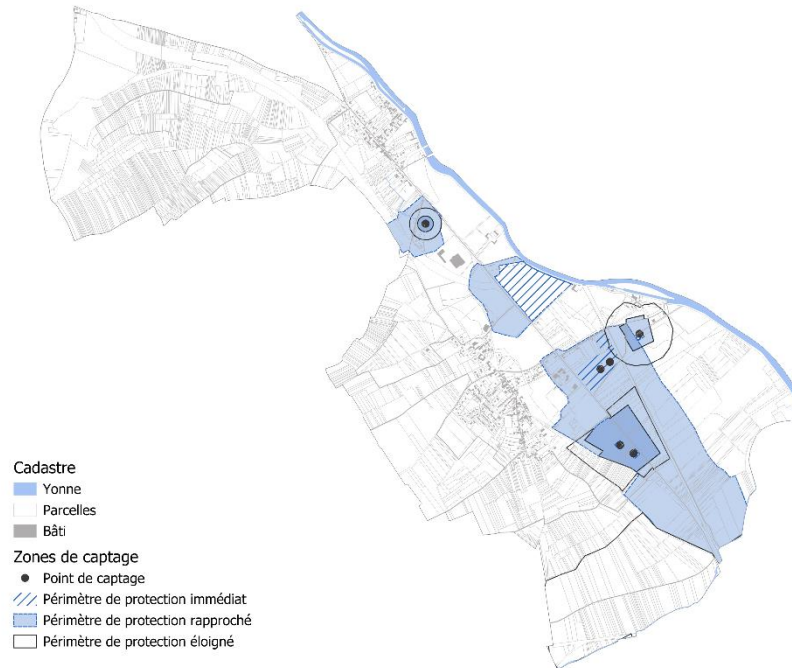 Cadastre
Yonne
Parcelles
Bâti
Zones de captage
Point de captage
Périmètre de protection immédiat
Périmètre de protection rapproché
Périmètre de protection éloigné